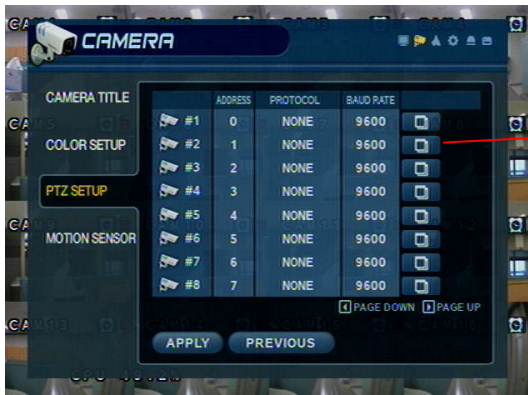 CAMERA
CAMERA TITLE
COLOR SETUP
PTZ SETUP
MOTION SENSOR
ADDRESS PROTOCOL BAUD RATE
#1 0 NONE 9600
#2 1 NONE 9600
#3 2 NONE 9600
#4 3 NONE 9600
#5 4 NONE 9600
#6 5 NONE 9600
#7 6 NONE 9600
#8 7 NONE 9600
PAGE DOWN PAGE UP
APPLY PREVIOUS